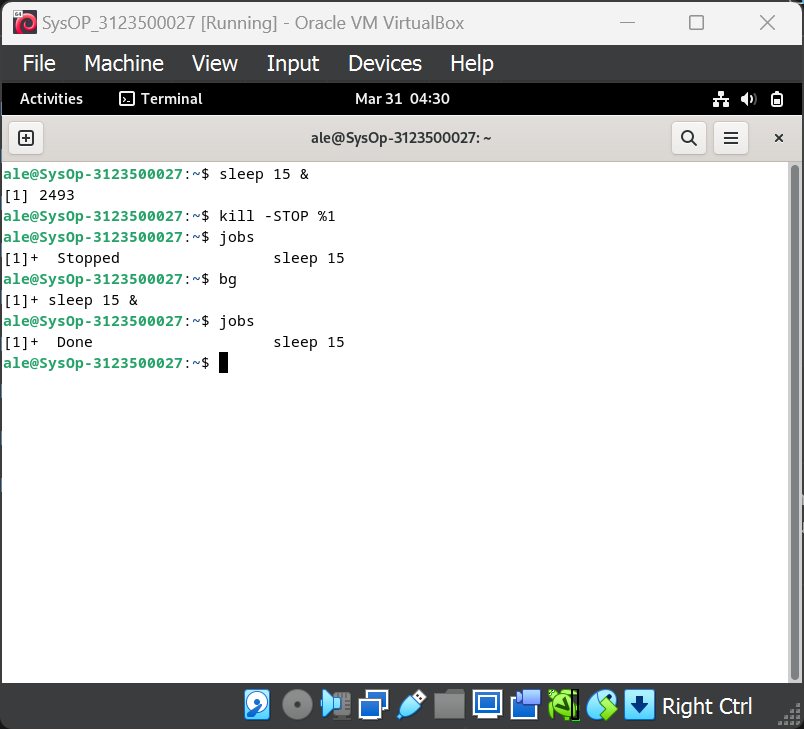 SysOP_3123500027 [Running] - Oracle VM VirtualBox
File Machine View Input Devices Help
Activities Terminal Mar 31 04:30
ale@SysOp-3123500027: ~
ale@SysOp-3123500027:~$ sleep 15 &
[1] 2493
ale@SysOp-3123500027:~$ kill -STOP %1
ale@SysOp-3123500027:~$ jobs
[1]+  Stopped                 sleep 15
ale@SysOp-3123500027:~$ bg
[1]+ sleep 15 &
ale@SysOp-3123500027:~$ jobs
[1]+  Done                    sleep 15
ale@SysOp-3123500027:~$
Right Ctrl